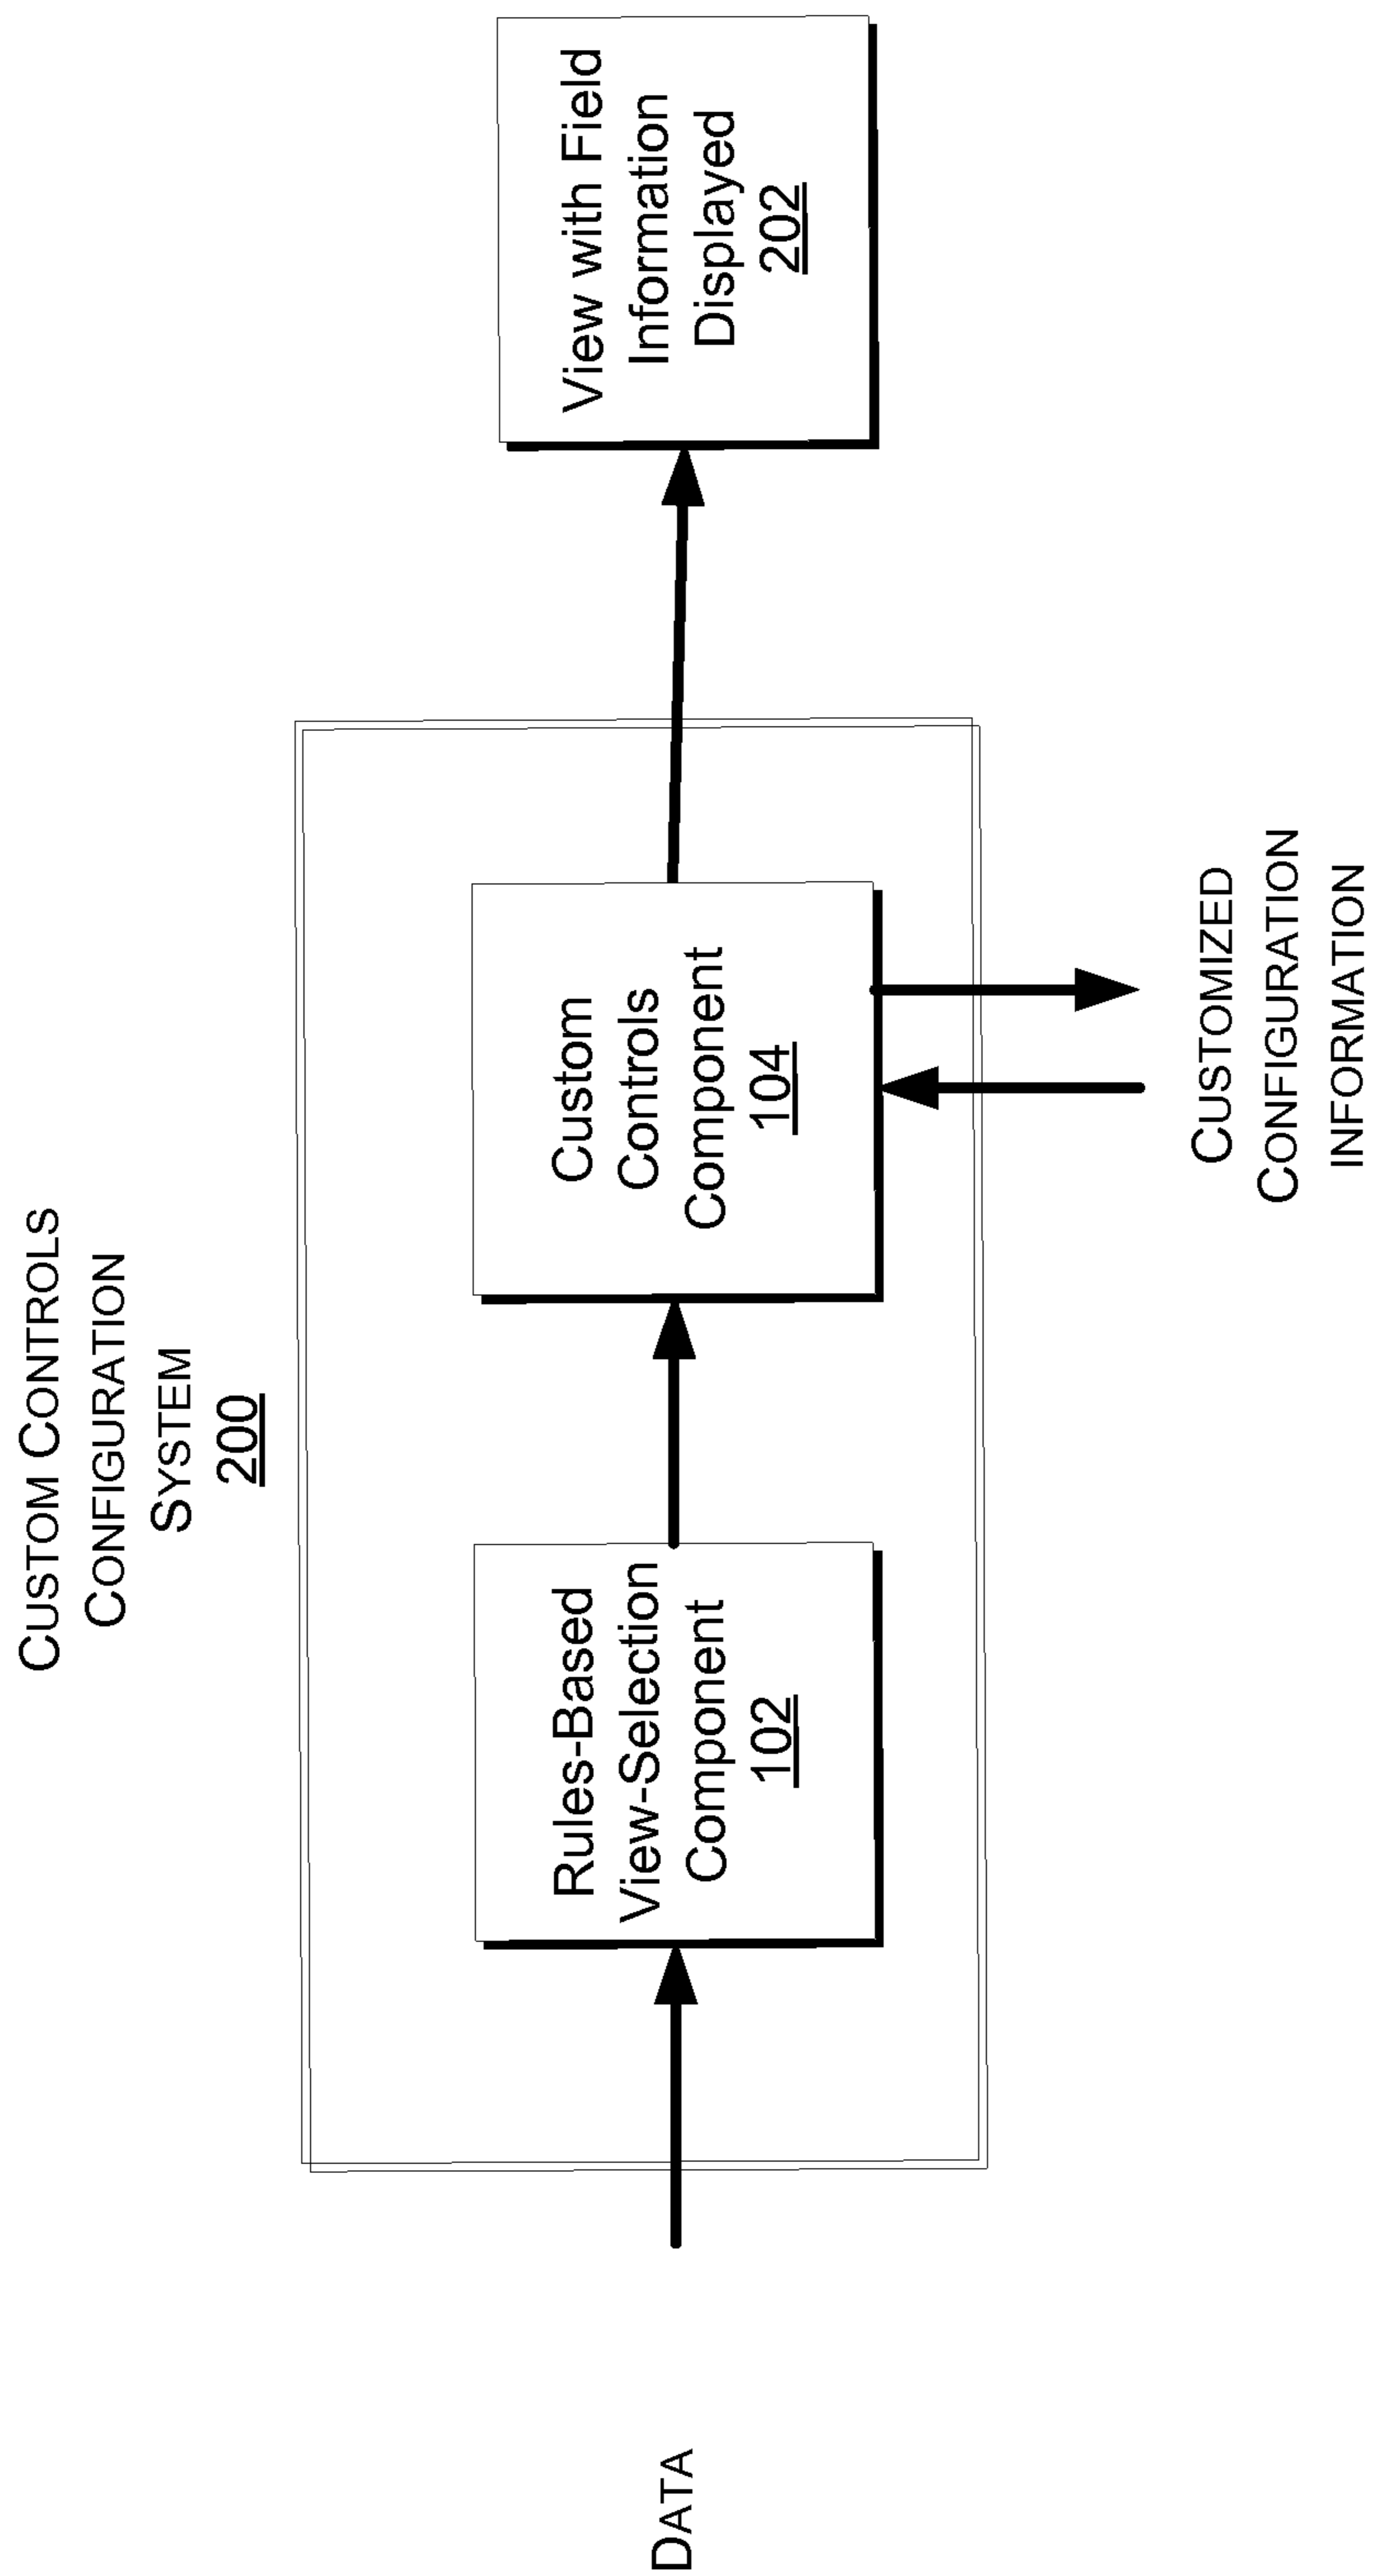 CUSTOM CONTROLS
CONFIGURATION
SYSTEM
200
DATA
Rules-Based
View-Selection
Component
102
Custom
Controls
Component
104
View with Field
Information
Displayed
202
CUSTOMIZED
CONFIGURATION
INFORMATION